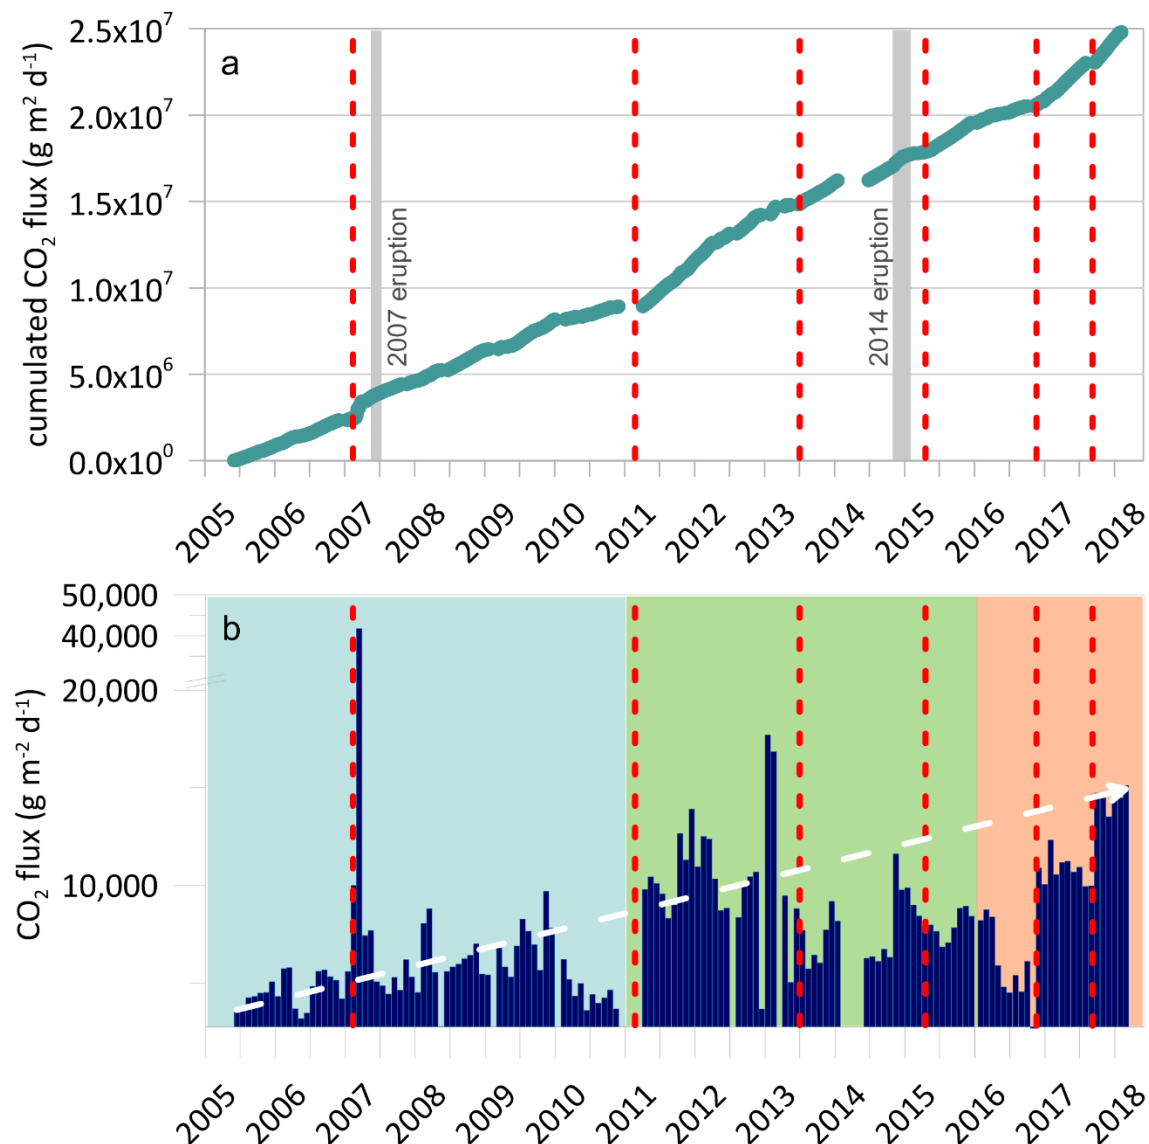 a
cumulated CO₂ flux (g m² d⁻¹)
2.5x10⁷
2.0x10⁷
1.5x10⁷
1.0x10⁷
5.0x10⁶
0.0x10⁰
2007 eruption
2014 eruption
2005 2006 2007 2008 2009 2010 2011 2012 2013 2014 2015 2016 2017 2018
b
CO₂ flux (g m⁻² d⁻¹)
50,000
40,000
20,000
10,000
2005 2006 2007 2008 2009 2010 2011 2012 2013 2014 2015 2016 2017 2018